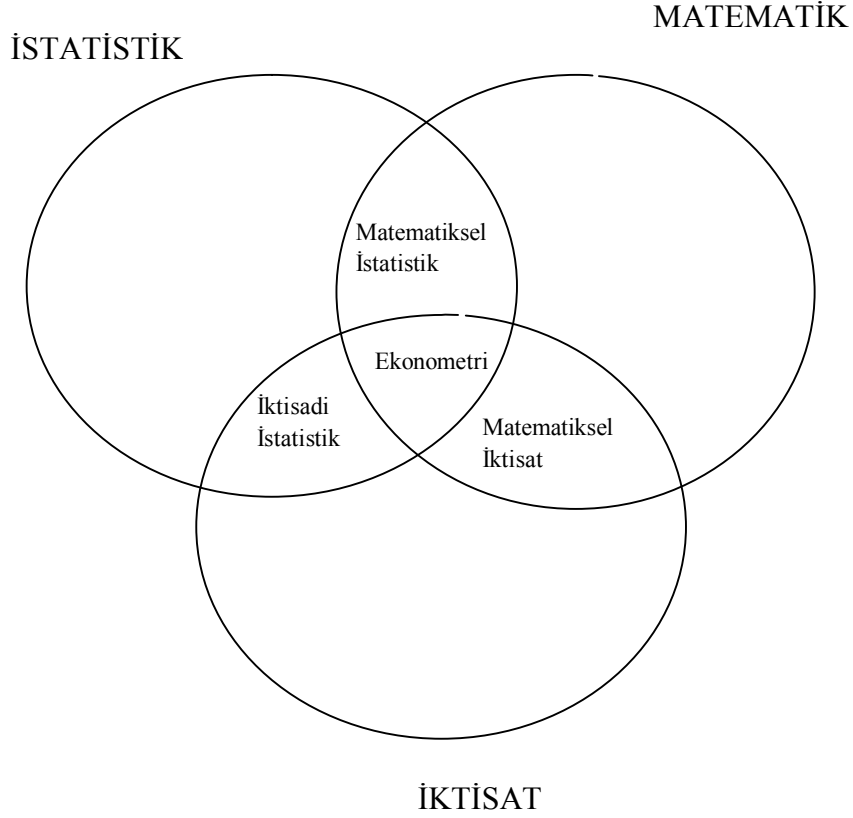 MATEMATİK
İSTATİSTİK
Matematiksel
İstatistik
Ekonometri
İktisadi
İstatistik
Matematiksel
İktisat
İKTİSAT